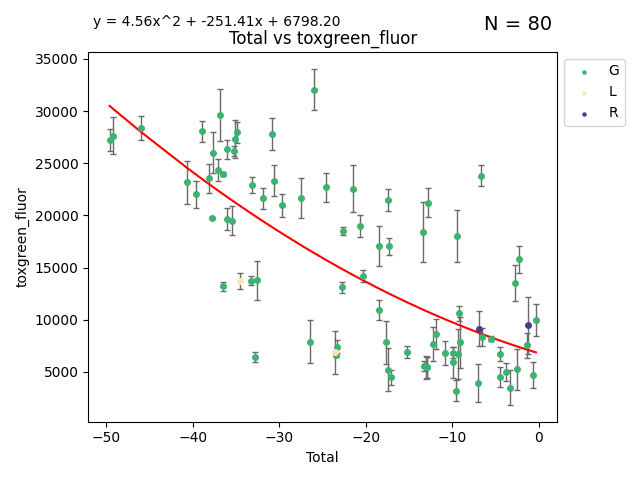 y = 4.56x^2 + -251.41x + 6798.20
N = 80
Total vs toxgreen_fluor
35000
30000
25000
20000
15000
10000
5000
toxgreen_fluor
−50
−40
−30
−20
−10
0
Total
G
L
R